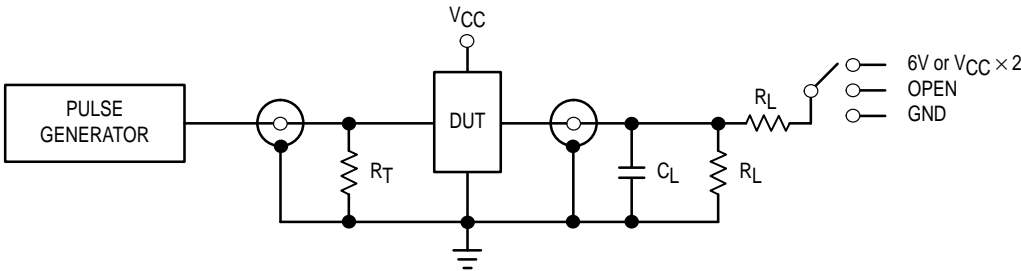 VCC
6V or VCC × 2
OPEN
GND
RL
PULSE
GENERATOR
DUT
RT
CL
RL